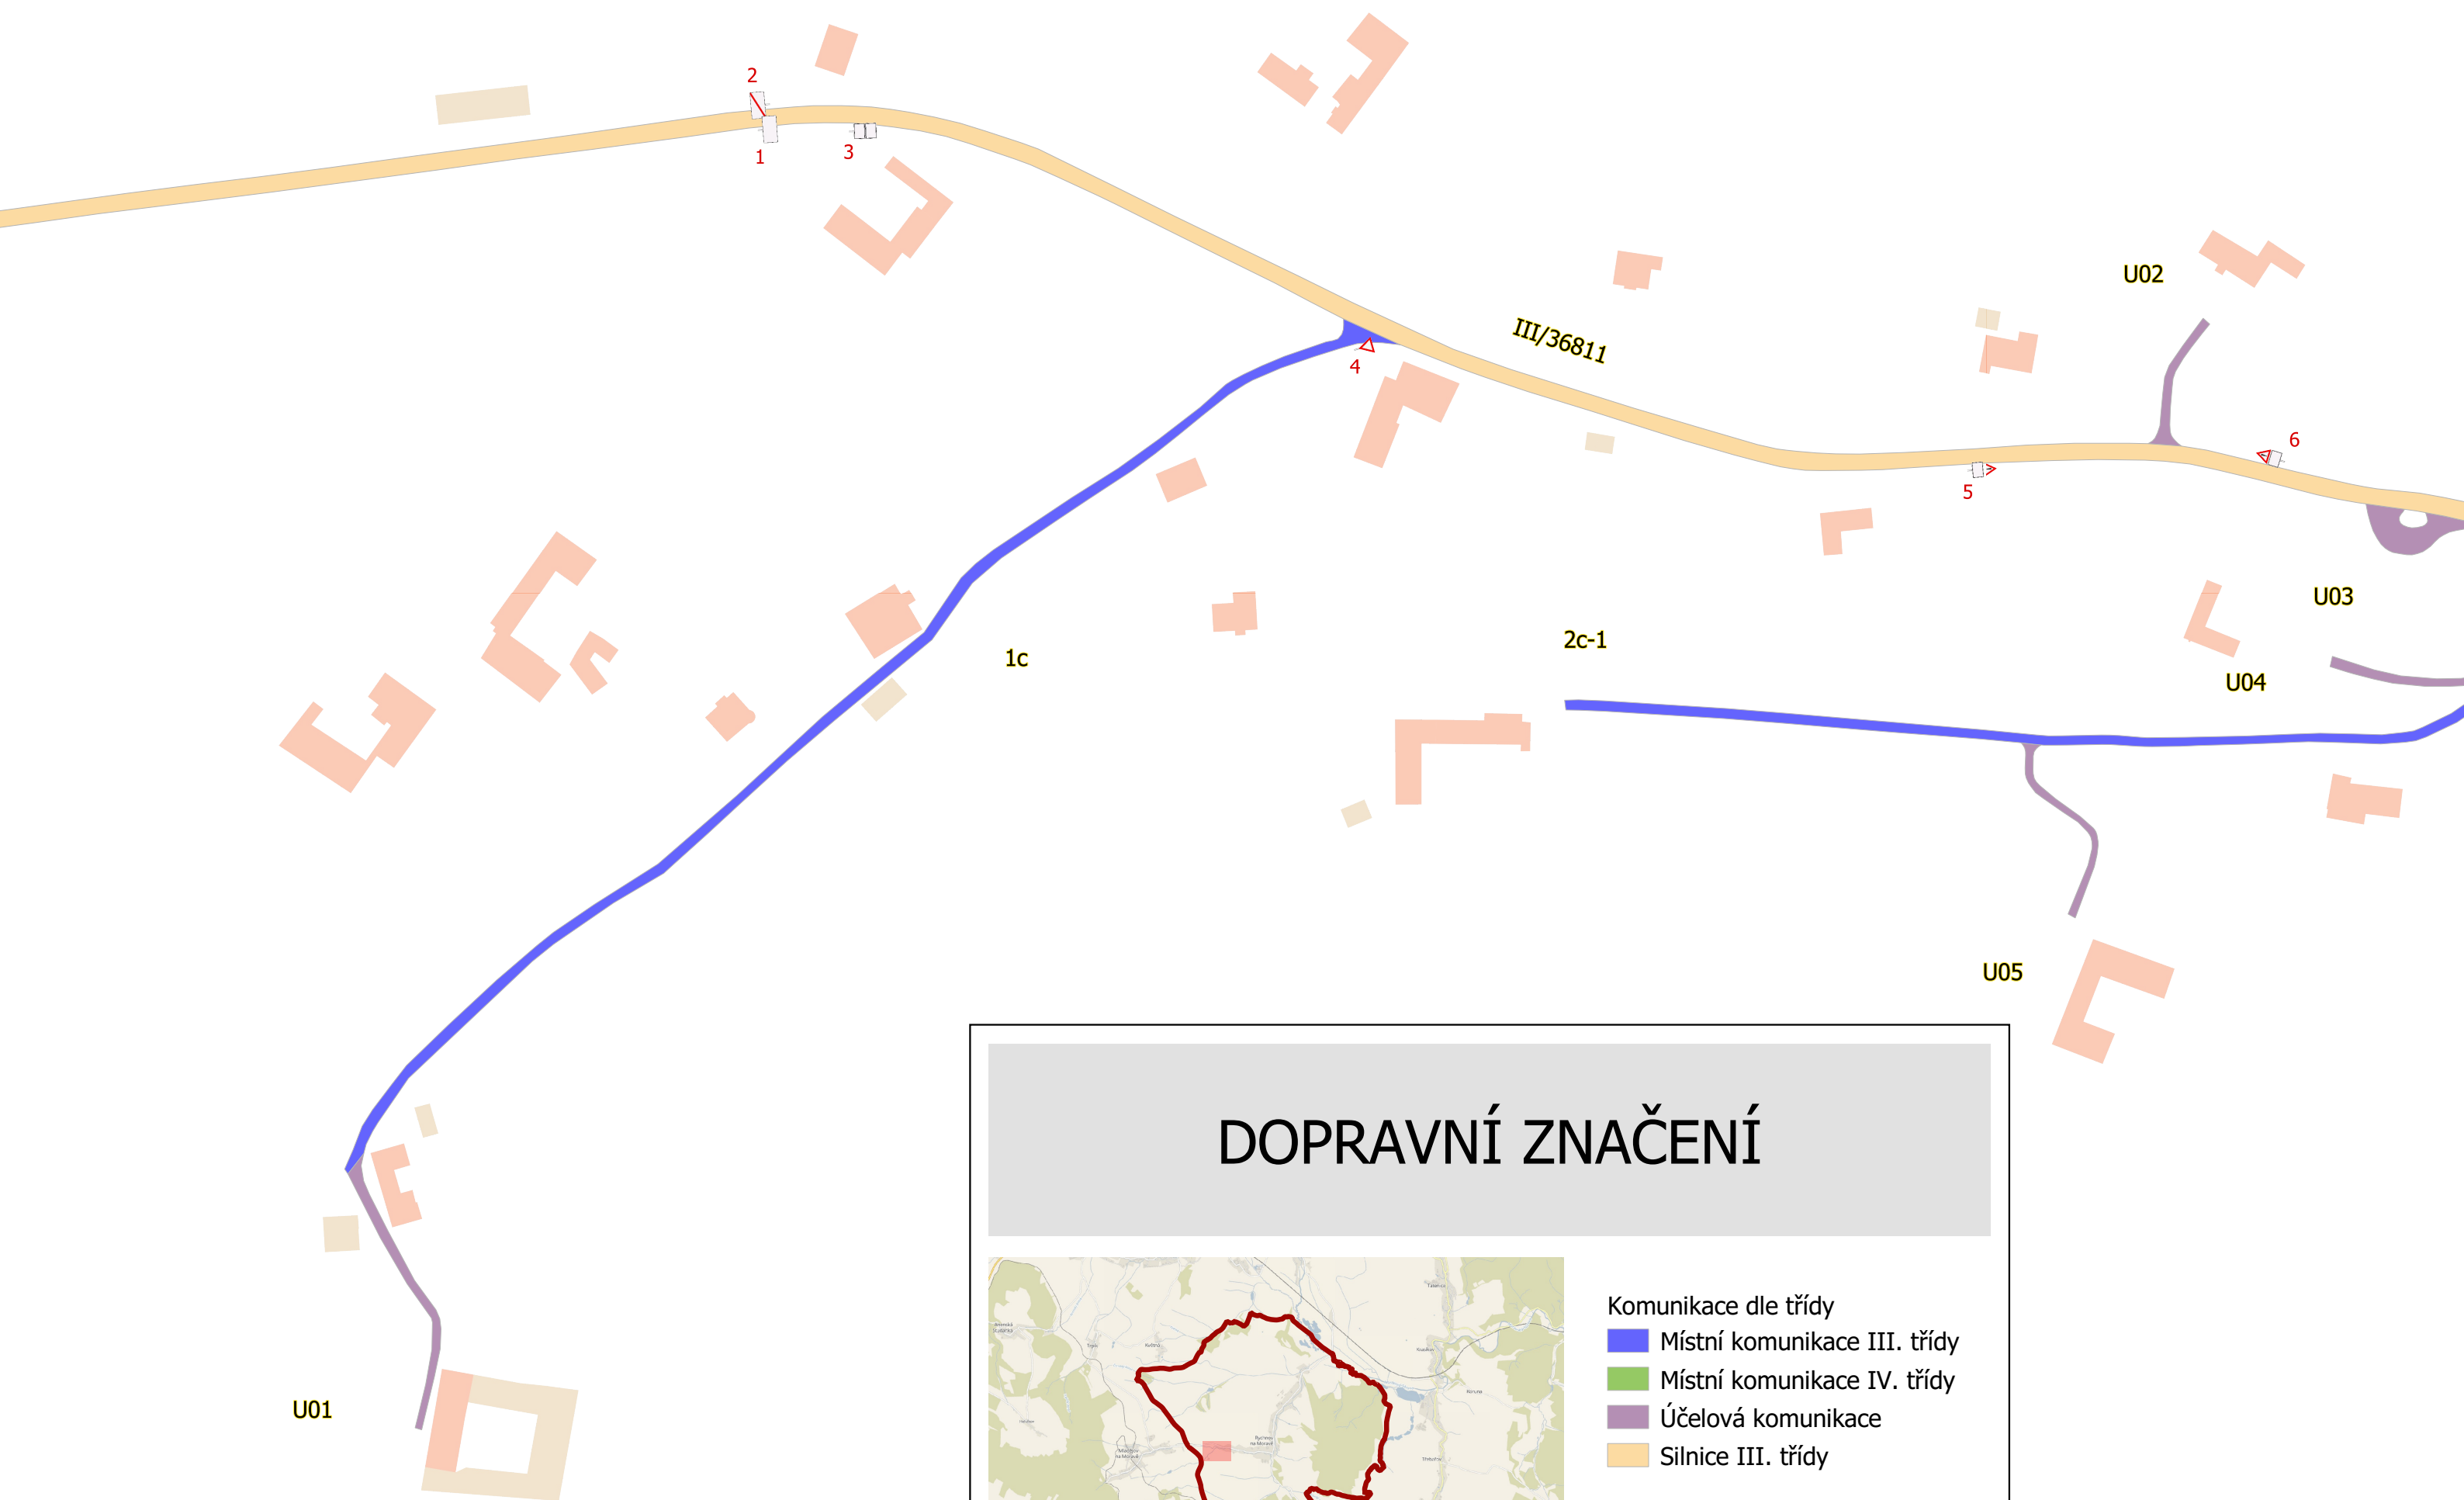 2
1
3
III/36811
U02
4
6
5
U03
2c-1
1c
U04
U05
DOPRAVNÍ ZNAČENÍ
Komunikace dle třídy
Místní komunikace III. třídy
Místní komunikace IV. třídy
Účelová komunikace
Silnice III. třídy
U01